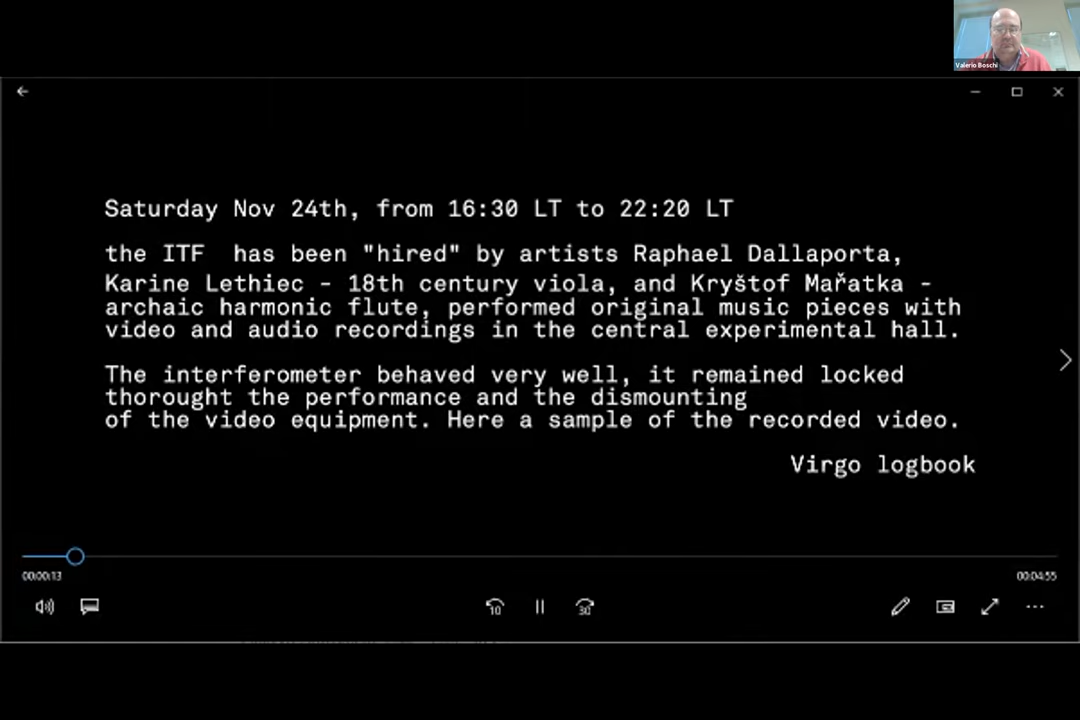 Valerio Boschi
Saturday Nov 24th, from 16:30 LT to 22:20 LT
the ITF has been "hired" by artists Raphael Dallaporta,
Karine Lethiec - 18th century viola, and Kryštof Mařatka -
archaic harmonic flute, performed original music pieces with
video and audio recordings in the central experimental hall.
The interferometer behaved very well, it remained locked
thorought the performance and the dismounting
of the video equipment. Here a sample of the recorded video.
Virgo logbook
00:00:13
00:04:55
10
30